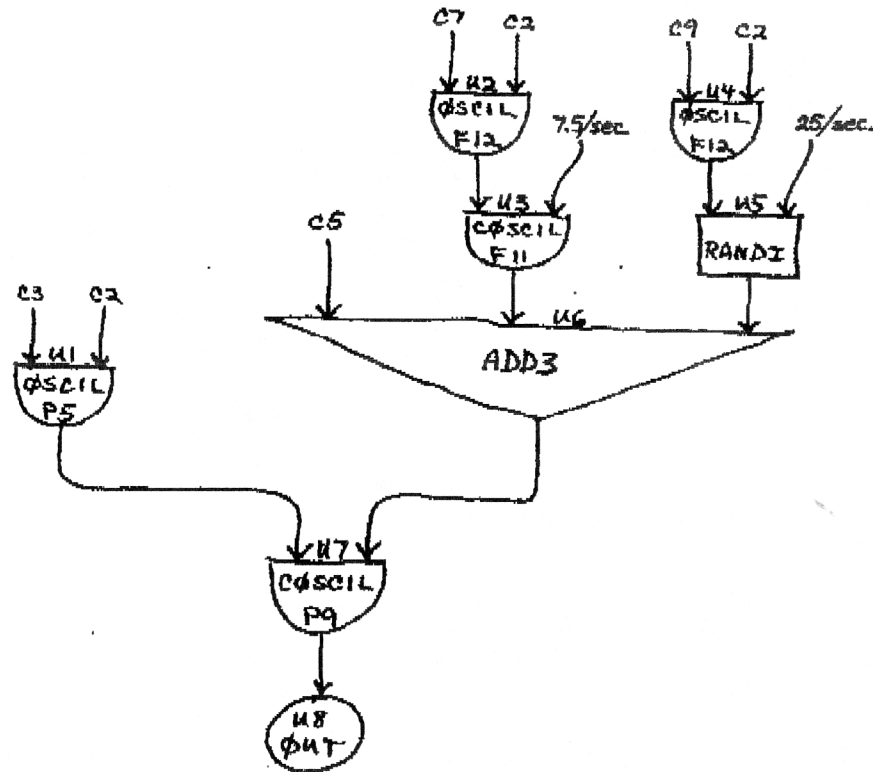 C7 C2
C9 C2
U2
ØSCIL
F12
7.5/sec.
U4
ØSCIL
F12
25/sec.
C5
U3
CØSCIL
F11
U5
RANDI
C3 C2
U6
ADD3
U1
ØSCIL
P5
U7
CØSCIL
P9
U8
ØUT